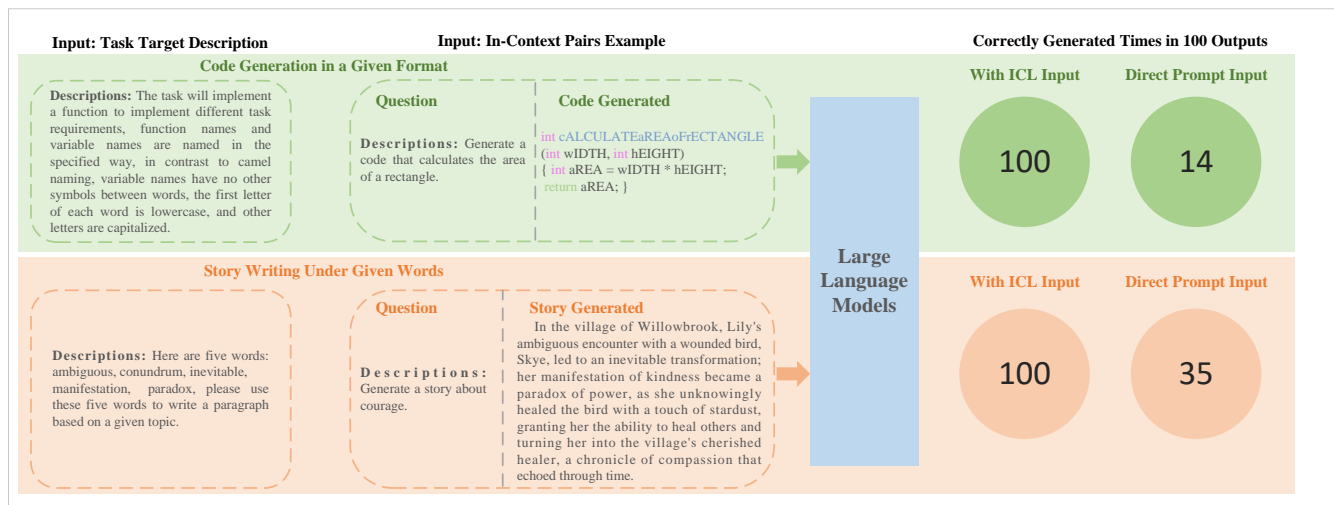 Input: Task Target Description
Input: In-Context Pairs Example
Correctly Generated Times in 100 Outputs
Code Generation in a Given Format
Descriptions: The task will implement
a function to implement different task
requirements, function names and
variable names are named in the
specified way, in contrast to camel
naming, variable names have no other
symbols between words, the first letter
of each word is lowercase, and other
letters are capitalized.
Question
Descriptions: Generate a
code that calculates the area
of a rectangle.
Code Generated
int cALCULATEaREAoFrECTANGLE
(int wIDTH, int hEIGHT)
{ int aREA = wIDTH * hEIGHT;
return aREA; }
With ICL Input
Direct Prompt Input
100
14
Large
Language
Models
Story Writing Under Given Words
Descriptions: Here are five words:
ambiguous, conundrum, inevitable,
manifestation, paradox, please use
these five words to write a paragraph
based on a given topic.
Question
Descriptions:
Generate a story about
courage.
Story Generated
In the village of Willowbrook, Lily's
ambiguous encounter with a wounded bird,
Skye, led to an inevitable transformation;
her manifestation of kindness became a
paradox of power, as she unknowingly
healed the bird with a touch of stardust,
granting her the ability to heal others and
turning her into the village's cherished
healer, a chronicle of compassion that
echoed through time.
With ICL Input
Direct Prompt Input
100
35